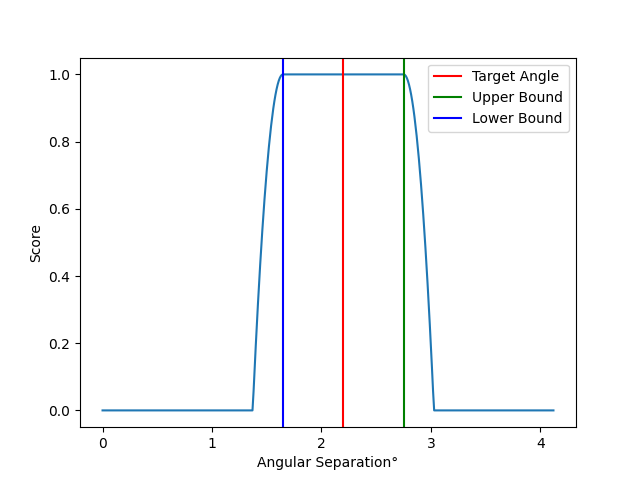 Target Angle
Upper Bound
Lower Bound
1.0
0.8
0.6
0.4
0.2
0.0
Score
0 1 2 3 4
Angular Separation°